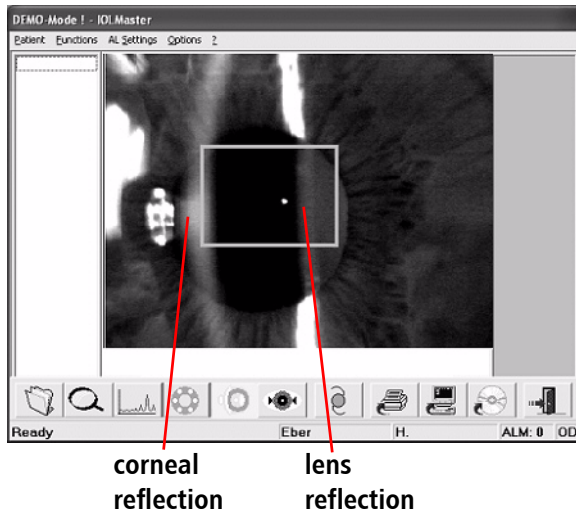 DEMO-Mode ! - IOLMaster
Patient Functions AL Settings Options ?
Ready Eber H. ALM: 0 OD
corneal lens
reflection reflection